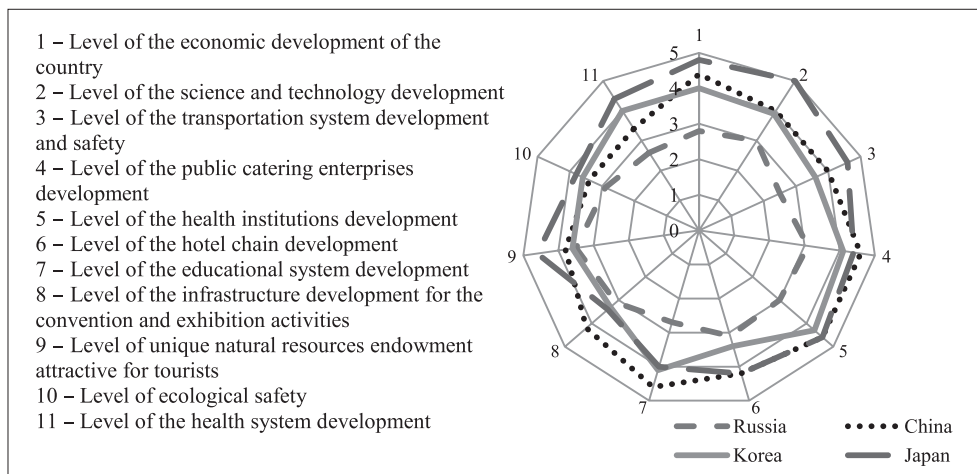 1 – Level of the economic development of the
country
2 – Level of the science and technology development
3 – Level of the transportation system development
and safety
4 – Level of the public catering enterprises
development
5 – Level of the health institutions development
6 – Level of the hotel chain development
7 – Level of the educational system development
8 – Level of the infrastructure development for the
convention and exhibition activities
9 – Level of unique natural resources endowment
attractive for tourists
10 – Level of ecological safety
11 – Level of the health system development
1
2
3
4
5
6
7
8
9
10
11
5
4
3
2
1
0
Russia
China
Korea
Japan